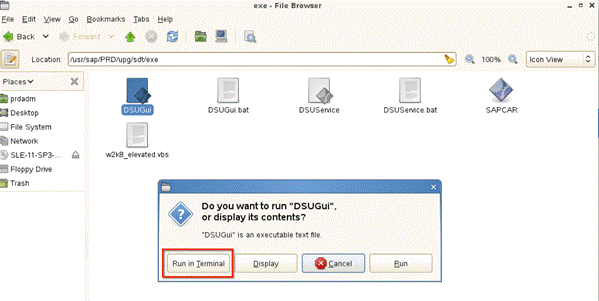 exe - File Browser
File Edit View Go Bookmarks Tabs Help
Back Forward 
Location: /usr/sap/PRD/upg/sdt/exe 100% Icon View
Places
prdadm
Desktop
File System
Network
SLE-11-SP3-...
Floppy Drive
Trash
DSUGui DSUGui.bat DSUService DSUService.bat SAPCAR
w2k8_elevated.vbs
Do you want to run "DSUGui",
or display its contents?
"DSUGui" is an executable text file.
Run in Terminal Display Cancel Run